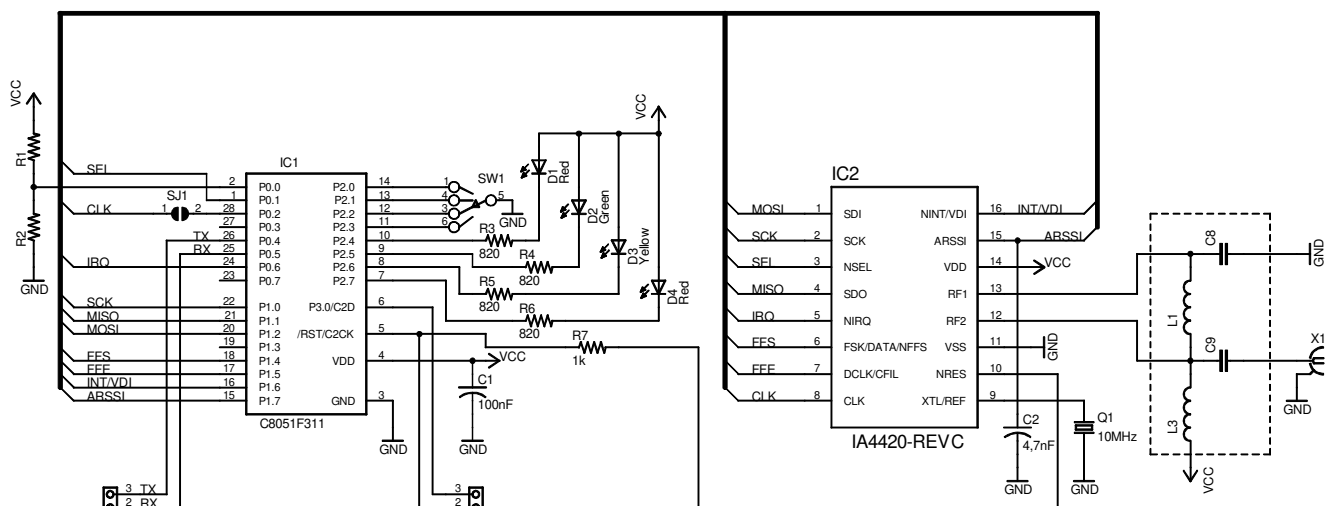 VCC
R1
R2
GND
SEL
CLK
SJ1
1 2
TX
RX
IRQ
SCK
MISO
MOSI
FFS
FFE
INT/VDI
ARSSI
IC1
2 P0.0
1 P0.1
28 P0.2
27 P0.3
26 P0.4
25 P0.5
24 P0.6
23 P0.7
22 P1.0
21 P1.1
20 P1.2
19 P1.3
18 P1.4
17 P1.5
16 P1.6
15 P1.7
P2.0 14
P2.1 13
P2.2 12
P2.3 11
P2.4 10
P2.5 9
P2.6 8
P2.7 7
P3.0/C2D 6
/RST/C2CK 5
VDD 4
GND 3
C8051F311
1
4
3
6
SW1
5
GND
R3
820
R4
820
R5
820
R6
820
R7
1k
D1
Red
D2
Green
D3
Yellow
D4
Red
VCC
VCC
C1
100nF
GND
GND
3 TX
2 RX
3
2
IC2
MOSI 1 SDI
SCK 2 SCK
SEL 3 NSEL
MISO 4 SDO
IRQ 5 NIRQ
FFS 6 FSK/DATA/NFFS
FFE 7 DCLK/CFIL
CLK 8 CLK
NINT/VDI 16 INT/VDI
ARSSI 15 ARSSI
VDD 14 VCC
RF1 13
RF2 12
VSS 11 GND
NRES 10
XTL/REF 9
IA4420-REVC
C2
4,7nF
GND
Q1
10MHz
GND
C8
GND
L1
C9
X1
GND
L3
VCC